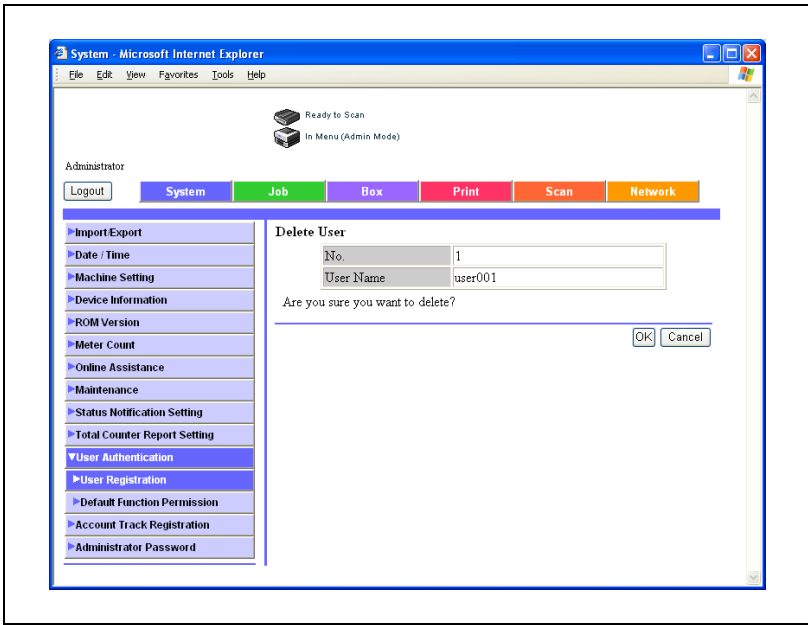 System - Microsoft Internet Explorer
File Edit View Favorites Tools Help
Ready to Scan
In Menu (Admin Mode)
Administrator
Logout System Job Box Print Scan Network
Import/Export
Date / Time
Machine Setting
Device Information
ROM Version
Meter Count
Online Assistance
Maintenance
Status Notification Setting
Total Counter Report Setting
User Authentication
User Registration
Default Function Permission
Account Track Registration
Administrator Password
Delete User
No. 1
User Name user001
Are you sure you want to delete?
OK Cancel